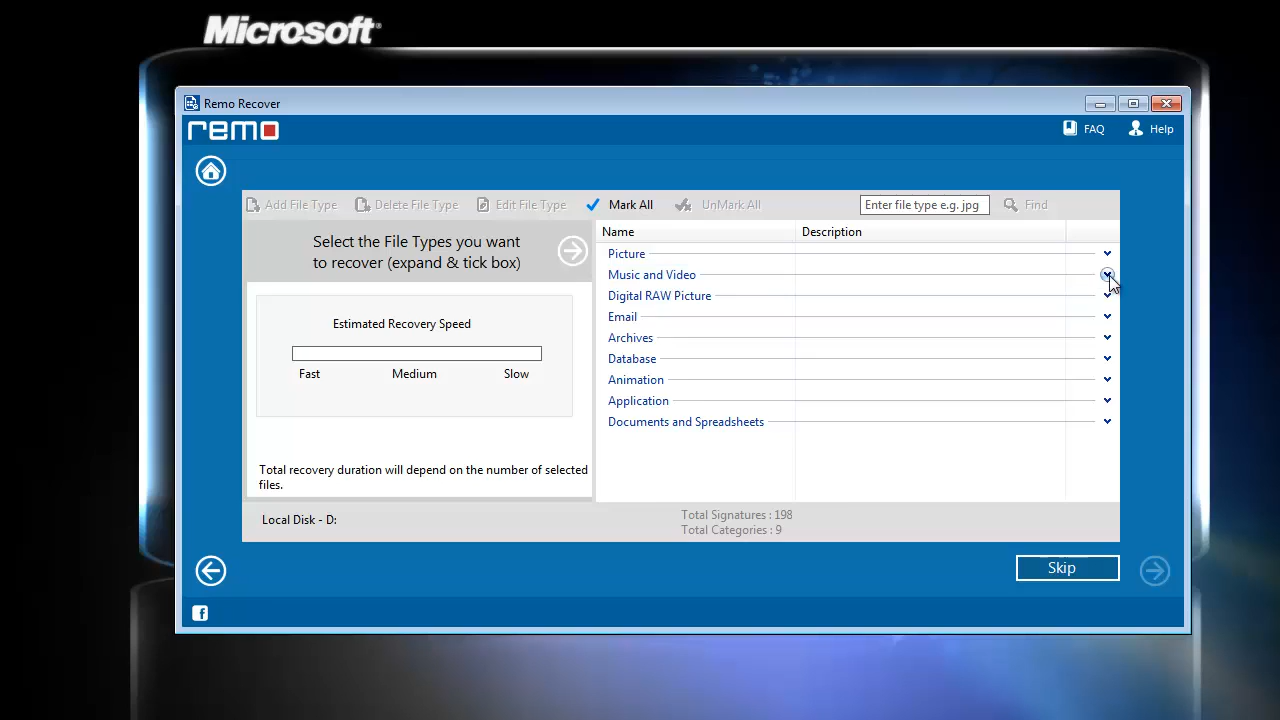 Microsoft®
Remo Recover
remo
FAQ
Help
Add File Type
Delete File Type
Edit File Type
Mark All
UnMark All
Enter file type e.g. jpg
Find
Select the File Types you want
to recover (expand & tick box)
Estimated Recovery Speed
Fast
Medium
Slow
Total recovery duration will depend on the number of selected
files.
Name
Description
Picture
Music and Video
Digital RAW Picture
Email
Archives
Database
Animation
Application
Documents and Spreadsheets
Local Disk - D:
Total Signatures : 198
Total Categories : 9
Skip
f